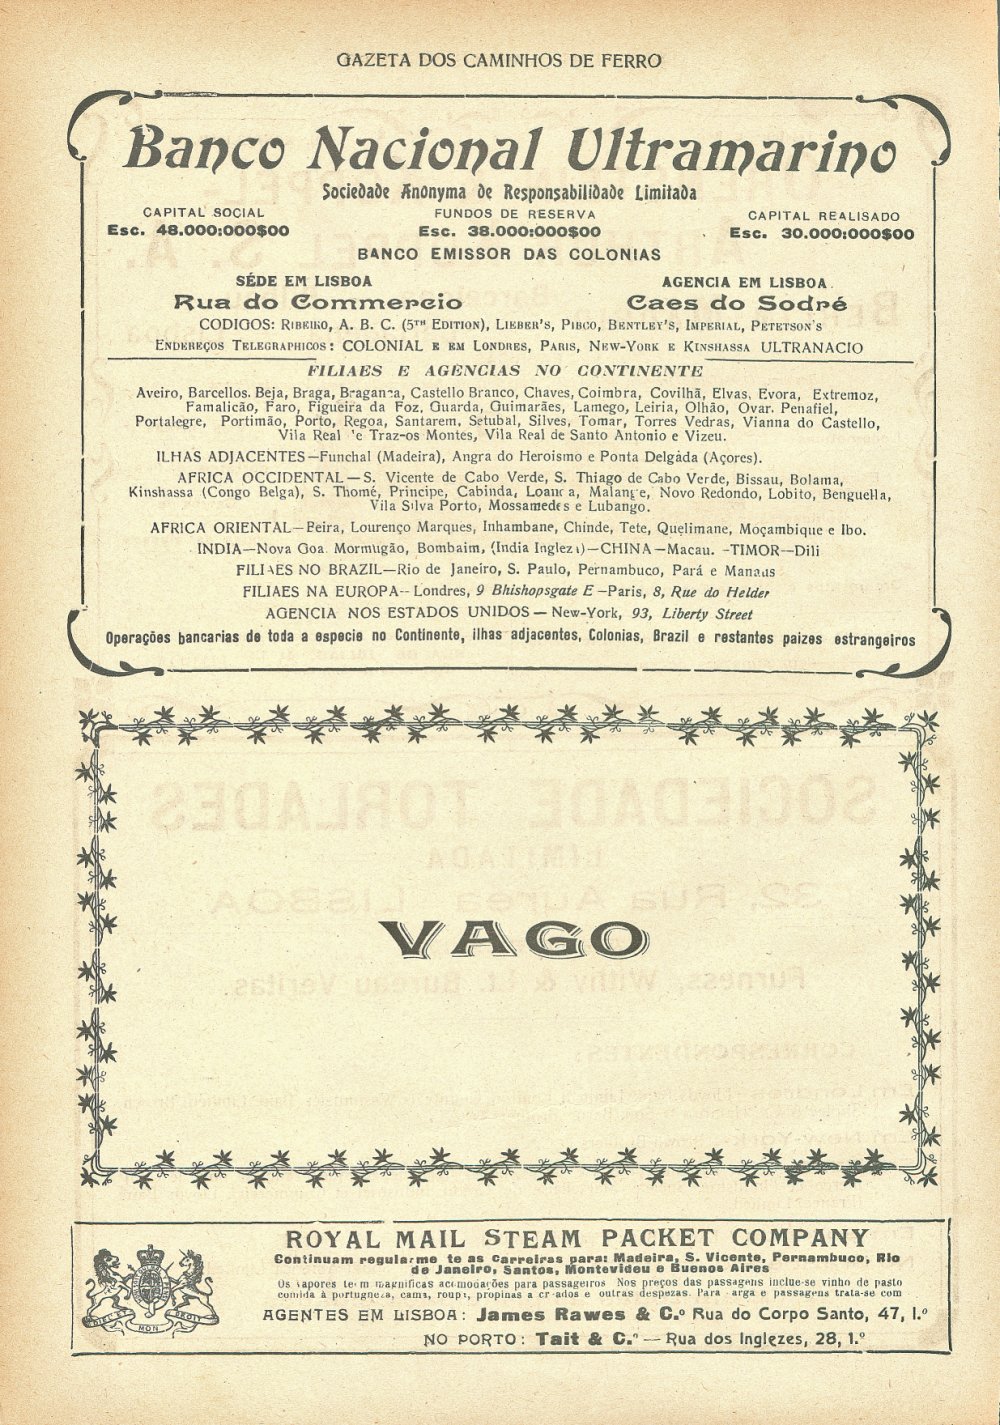 GAZETA DOS CAMINHOS DE FERRO
Banco Nacional Ultramarino
Sociedade Anonyma de Responsabilidade Limitada
CAPITAL SOCIAL
Esc. 48.000:000$00
FUNDOS DE RESERVA
Esc. 38.000:000$00
CAPITAL REALISADO
Esc. 30.000:000$00
BANCO EMISSOR DAS COLONIAS
SÉDE EM LISBOA
Rua do Commercio
AGENCIA EM LISBOA
Caes do Sodré
CODIGOS: RIBEIRO, A. B. C. (5TH EDITION), LIEBER'S, PIBCO, BENTLEY'S, IMPERIAL, PETETSON'S
ENDEREÇOS TELEGRAPHICOS: COLONIAL E EM LONDRES, PARIS, NEW-YORK E KINSHASSA ULTRANACIO
FILIAES E AGENCIAS NO CONTINENTE
Aveiro, Barcellos. Beja, Braga, Bragança, Castello Branco, Chaves, Coimbra, Covilhã, Elvas, Evora, Extremoz,
Famalicão, Faro, Figueira da Foz, Guarda, Guimarães, Lamego, Leiria, Olhão, Ovar. Penafiel,
Portalegre, Portimão, Porto, Regoa, Santarem, Setubal, Silves, Tomar, Torres Vedras, Vianna do Castello,
Vila Real 'e Traz-os Montes, Vila Real de Santo Antonio e Vizeu.
ILHAS ADJACENTES—Funchal (Madeira), Angra do Heroismo e Ponta Delgada (Açores).
AFRICA OCCIDENTAL—S. Vicente de Cabo Verde, S. Thiago de Cabo Verde, Bissau, Bolama,
Kinshassa (Congo Belga), S. Thomé, Principe, Cabinda, Loanda, Malange, Novo Redondo, Lobito, Benguella,
Vila Silva Porto, Mossamedes e Lubango.
AFRICA ORIENTAL—Beira, Lourenço Marques, Inhambane, Chinde, Tete, Quelimane, Moçambique e Ibo.
INDIA—Nova Goa Mormugão, Bombaim, (India Ingleza)—CHINA—Macau. -TIMOR—Dili
FILIAES NO BRAZIL—Rio de Janeiro, S. Paulo, Pernambuco, Pará e Manaus
FILIAES NA EUROPA-- Londres, 9 Bhishopsgate E —Paris, 8, Rue do Helder
AGENCIA NOS ESTADOS UNIDOS — New-York, 93, Liberty Street
Operações bancarias de toda a especie no Continente, ilhas adjacentes, Colonias, Brazil e restantes paizes estrangeiros
VAGO
ROYAL MAIL STEAM PACKET COMPANY
Continuam regularmente as carreiras para: Madeira, S. Vicente, Pernambuco, Rio
de Janeiro, Santos, Montevideu e Buenos Aires
Os vapores teem magnificas acomodações para passageiros Nos preços das passagens inclue-se vinho de pasto
comida à portugueza, cama, roupa, propinas a creados e outras despezas. Para carga e passagens trata-se com
DIEU ET MON DROIT
AGENTES EM LISBOA: James Rawes & C.º Rua do Corpo Santo, 47, 1.º
NO PORTO: Tait & C.º — Rua dos Inglezes, 28, 1.º